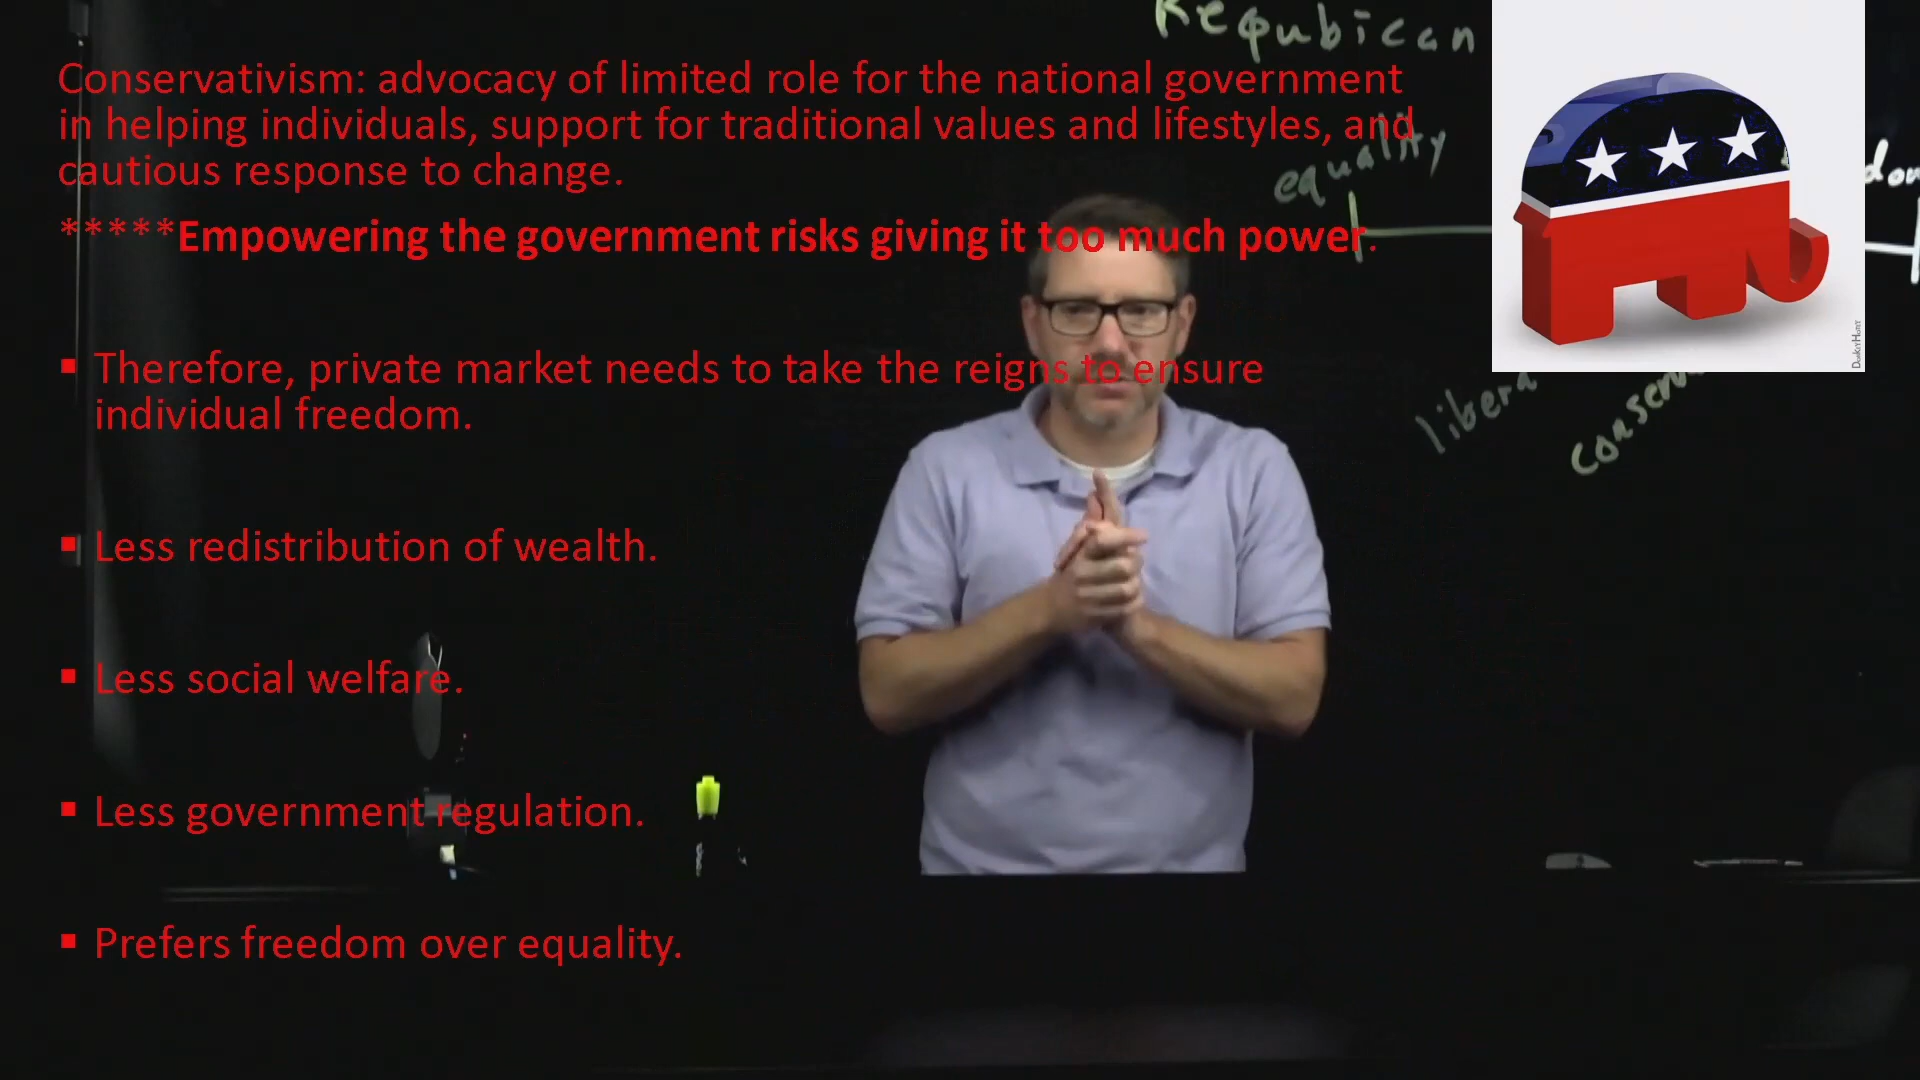 Requbican
Conservativism: advocacy of limited role for the national government
in helping individuals, support for traditional values and lifestyles, and
cautious response to change.
equality
*****Empowering the government risks giving it too much power.
Therefore, private market needs to take the reigns to ensure
individual freedom.
Less redistribution of wealth.
Less social welfare.
Less government regulation.
Prefers freedom over equality.